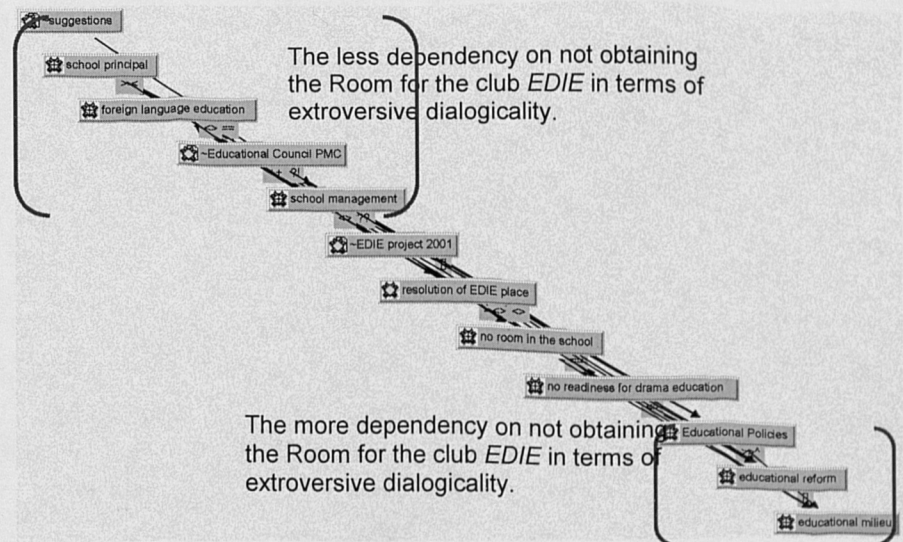 ~suggestions
school principal
The less dependency on not obtaining
the Room for the club EDIE in terms of
extroversive dialogicality.
foreign language education
~Educational Council PMC
school management
~EDIE project 2001
resolution of EDIE place
no room in the school
no readiness for drama education
The more dependency on not obtaining
the Room for the club EDIE in terms of
extroversive dialogicality.
Educational Policies
educational reform
educational milieu